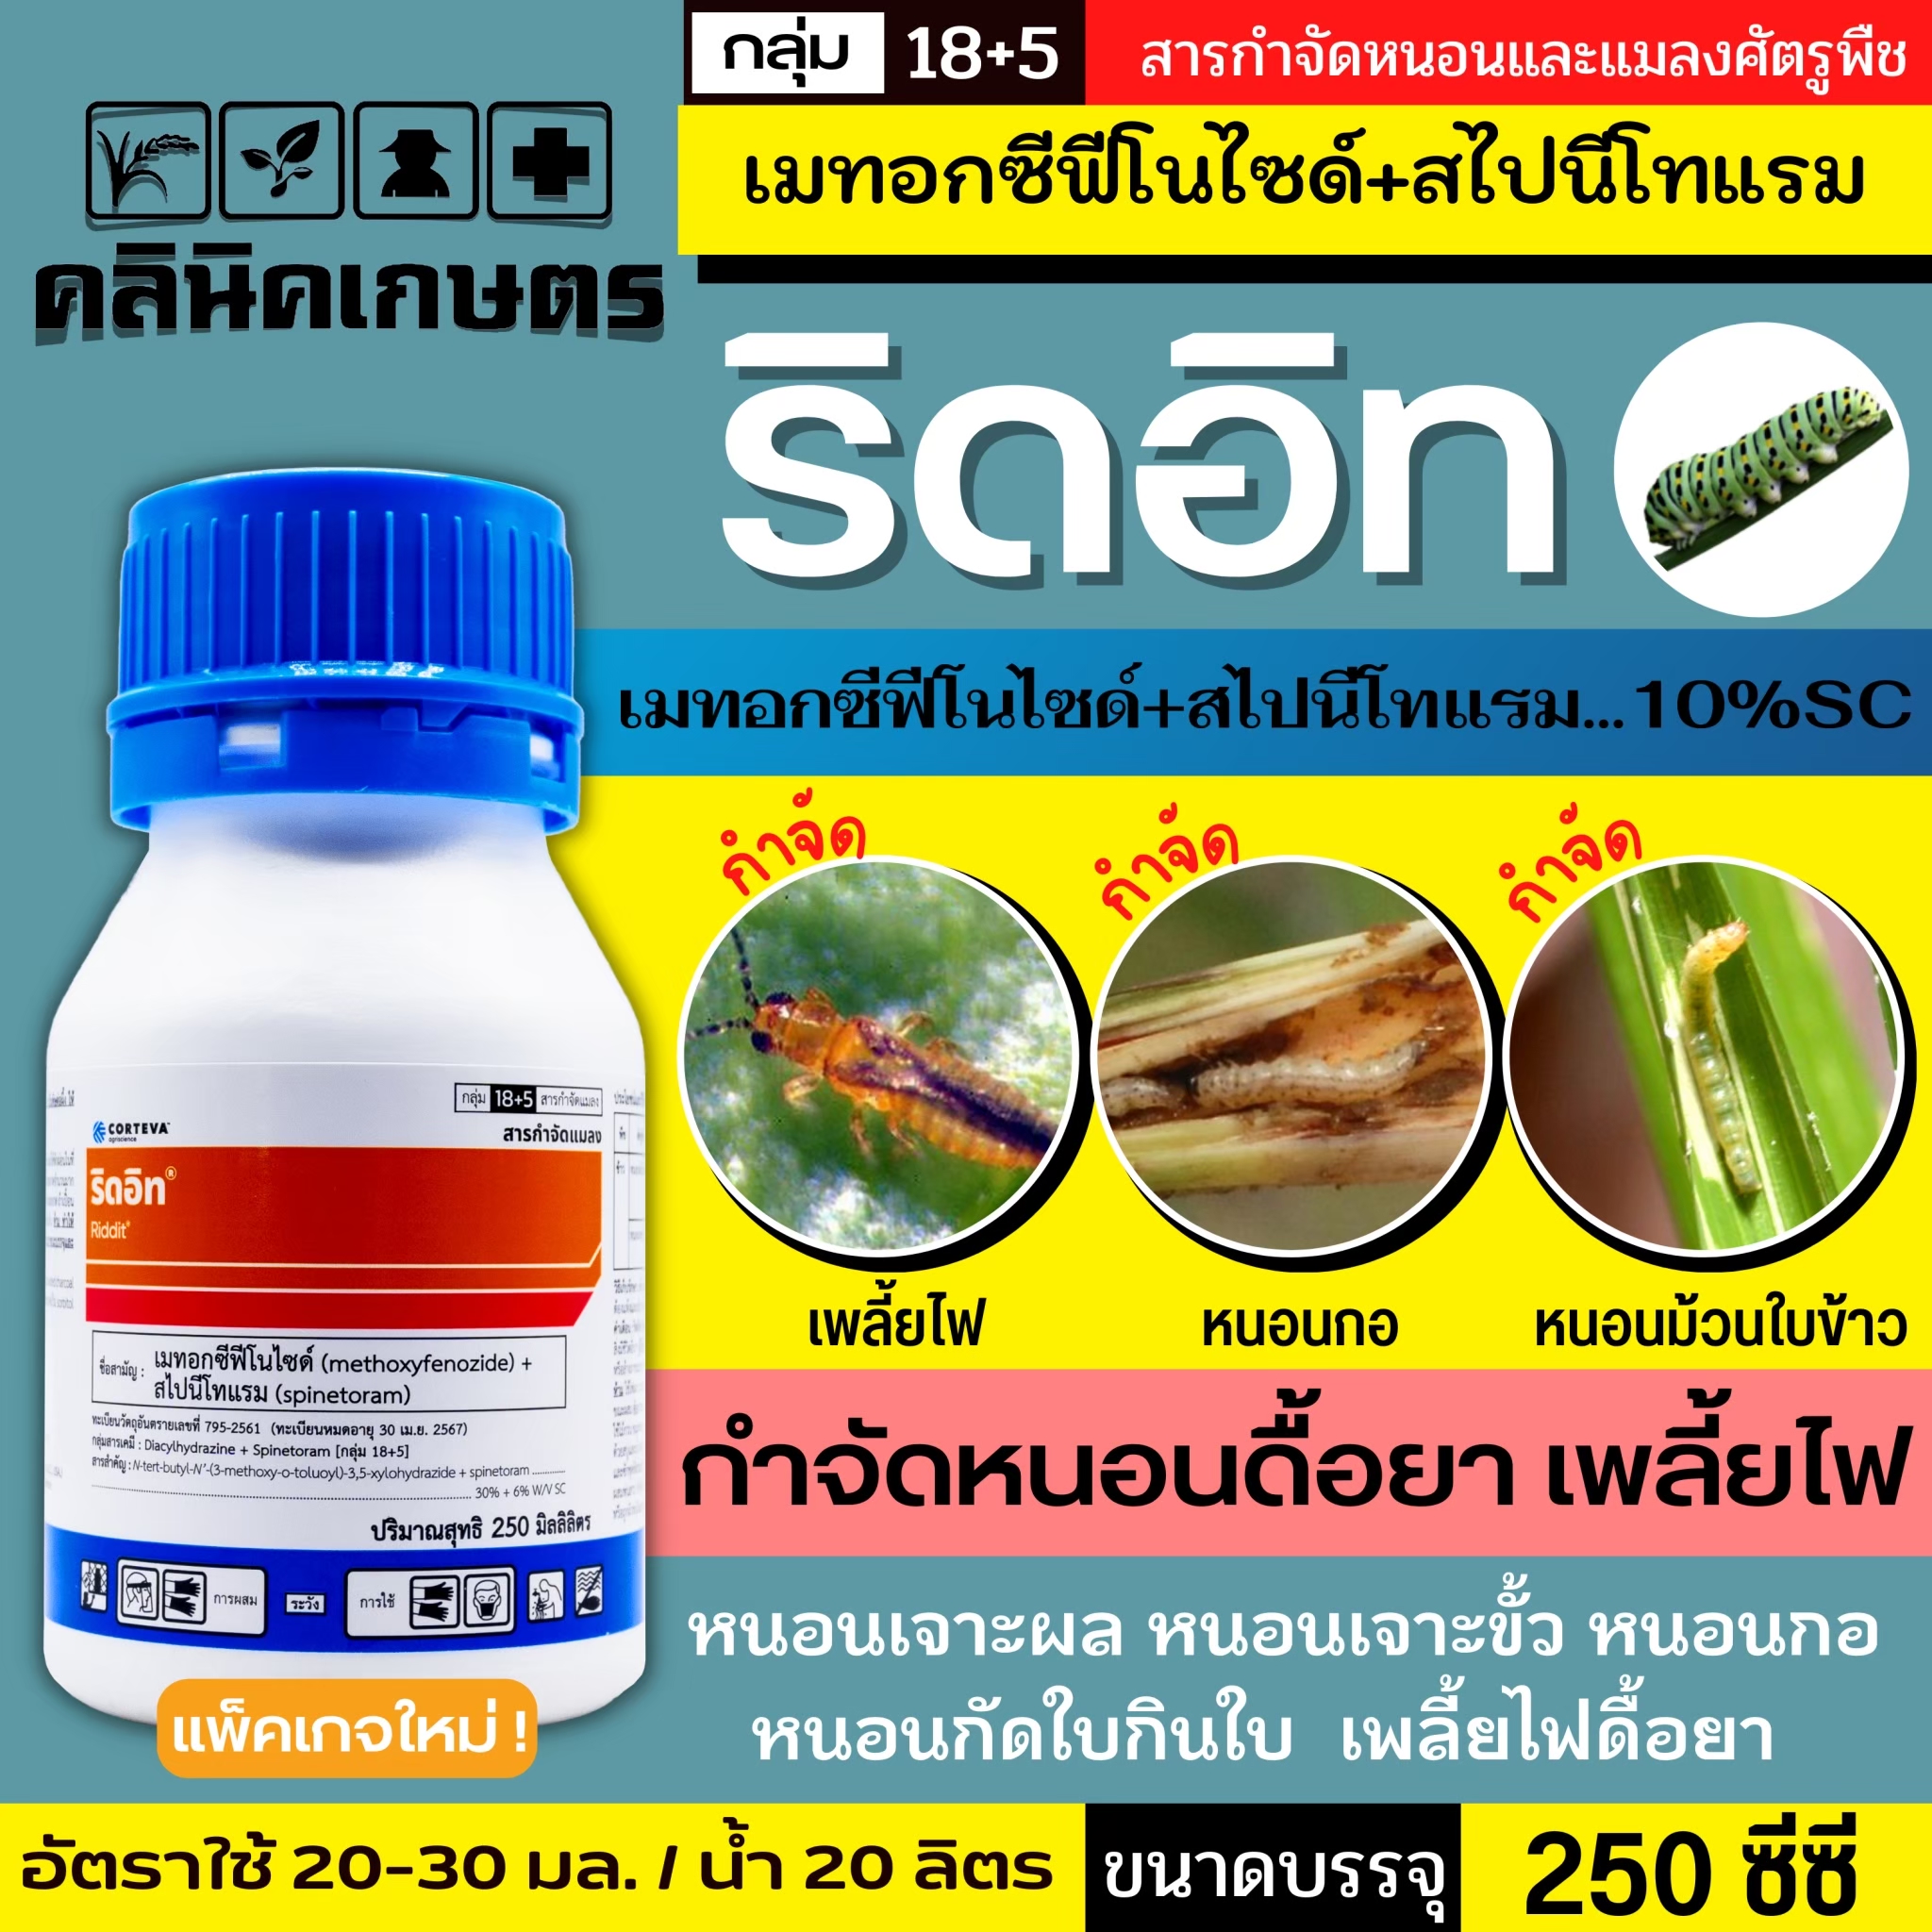 กลุ่ม 18+5 สารกำจัดหนอนและแมลงศัตรูพืช
เมทอกซีฟีโนไซด์+สไปนีโทแรม
คลินิคเกษตร
ริดอิท
เมทอกซีฟีโนไซด์+สไปนีโทแรม...10%SC
กำจัด กำจัด กำจัด
เพลี้ยไฟ หนอนกอ หนอนม้วนใบข้าว
กลุ่ม 18+5 สารกำจัดแมลง
CORTEVA™
agriscience
สารกำจัดแมลง
ริดอิท®
Riddit®
ชื่อสามัญ : เมทอกซีฟีโนไซด์ (methoxyfenozide) +
สไปนีโทแรม (spinetoram)
ทะเบียนวัตถุอันตรายเลขที่ 795-2561 (ทะเบียนหมดอายุ 30 เม.ย. 2567)
กลุ่มสารเคมี : Diacylhydrazine + Spinetoram [กลุ่ม 18+5]
สารสำคัญ : N-tert-butyl-N'-(3-methoxy-o-toluoyl)-3,5-xylohydrazide + spinetoram ............
............ 30% + 6% W/V SC
ปริมาณสุทธิ 250 มิลลิลิตร
การผสม ระวัง การใช้
แพ็คเกจใหม่ !
กำจัดหนอนดื้อยา เพลี้ยไฟ
หนอนเจาะผล หนอนเจาะขั้ว หนอนกอ
หนอนกัดใบกินใบ เพลี้ยไฟดื้อยา
อัตราใช้ 20-30 มล. / น้ำ 20 ลิตร ขนาดบรรจุ 250 ซีซี